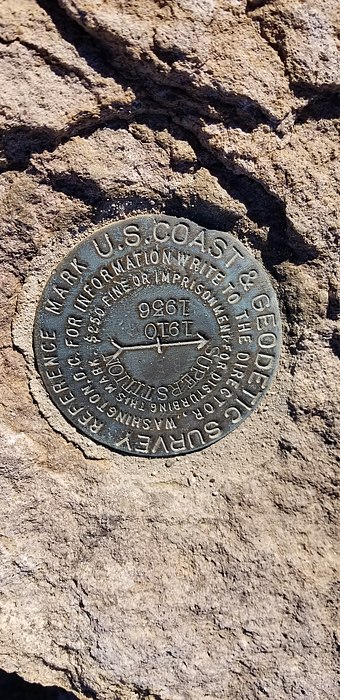 U.S. COAST & GEODETIC SURVEY REFERENCE MARK
FOR INFORMATION WRITE TO THE DIRECTOR, WASHINGTON, D.C.
$250 FINE OR IMPRISONMENT FOR DISTURBING THIS MARK.
SUPERSTITION
1910
1956